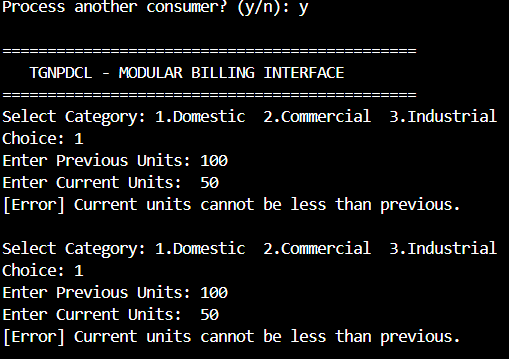 Process another consumer? (y/n): y
==============================================
TGNPDCL - MODULAR BILLING INTERFACE
==============================================
Select Category: 1.Domestic  2.Commercial  3.Industrial
Choice: 1
Enter Previous Units: 100
Enter Current Units:  50
[Error] Current units cannot be less than previous.
Select Category: 1.Domestic  2.Commercial  3.Industrial
Choice: 1
Enter Previous Units: 100
Enter Current Units:  50
[Error] Current units cannot be less than previous.